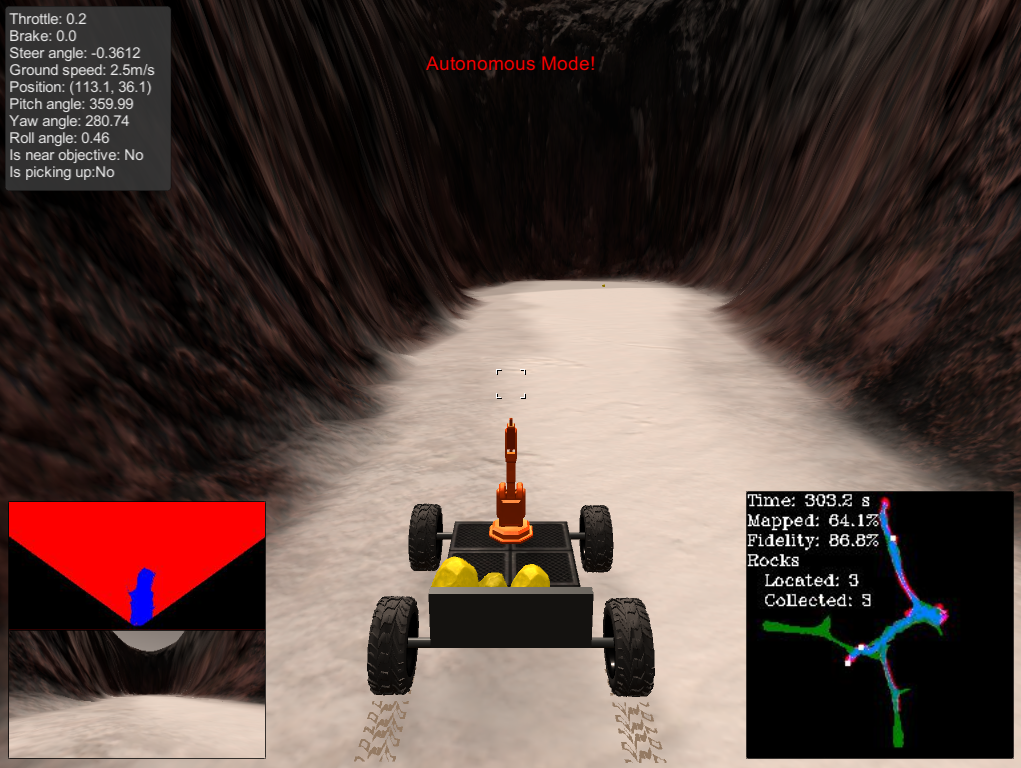 Throttle: 0.2
Brake: 0.0
Steer angle: -0.3612
Ground speed: 2.5m/s
Position: (113.1, 36.1)
Pitch angle: 359.99
Yaw angle: 280.74
Roll angle: 0.46
Is near objective: No
Is picking up:No
Autonomous Mode!
Time: 303.2 s
Mapped: 64.1%
Fidelity: 86.8%
Rocks
Located: 3
Collected: 3